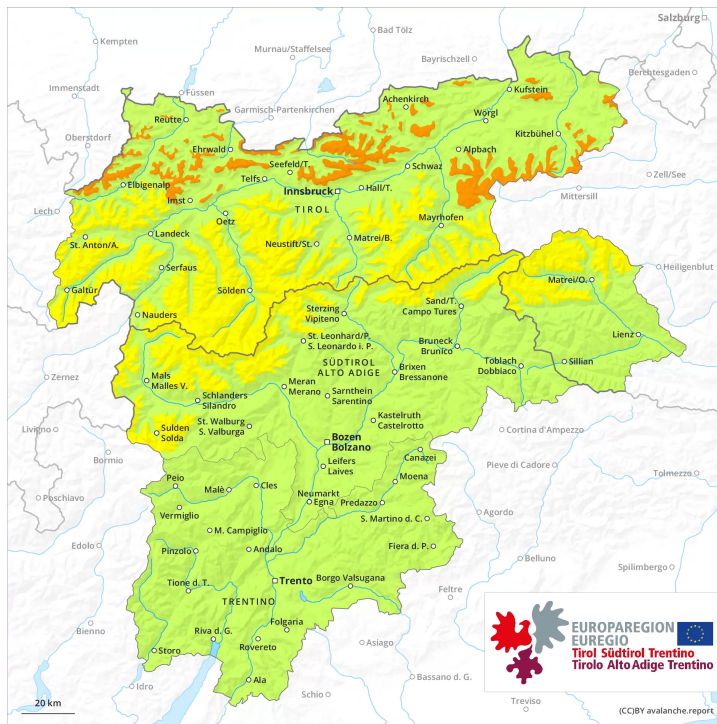 Salzburg
Bad Tölz
Kempten
Murnau/Staffelsee
Bayrischzell
Berchtesgaden
Immenstadt
Füssen
Garmisch-Partenkirchen
Achenkirch
Kufstein
Reutte
Wörgl
Oberstdorf
Kitzbühel
Ehrwald
Seefeld/T.
Alpbach
Schwaz
Telfs
Zell/See
Elbigenalp
Innsbruck
Hall/T.
Mittersill
Imst
Lech
TIROL
Oetz
Mayrhofen
Landeck
St. Anton/A.
Neustift/St.
Matrei/B.
Serfaus
Heiligenblut
Matrei/O.
Galtür
Sölden
Nauders
Sterzing
Vipiteno
Sand/T.
Campo Tures
Lienz
St. Leonhard/P.
S. Leonardo i. P.
Bruneck
Brunico
Toblach
Dobbiaco
Sillian
SÜDTIROL
ALTO ADIGE
Brixen
Bressanone
Zernez
Mals
Malles V.
Meran
Merano
Sarnthein
Sarentino
Schlanders
Silandro
Kastelruth
Castelrotto
St. Walburg
S. Valburga
Livigno
Sulden
Solda
Cortina d'Ampezzo
Bozen
Bolzano
Bormio
Canazei
Leifers
Laives
Pieve di Cadore
Tolmezzo
Peio
Malè
Cles
Moena
Poschiavo
Neumarkt
Egna
Predazzo
Vermiglio
S. Martino d. C.
Agordo
M. Campiglio
Edolo
Pinzolo
Andalo
Fiera d. P.
Belluno
Spilimbergo
Trento
Borgo Valsugana
Tione d. T.
Feltre
TRENTINO
Folgaria
Bienno
Riva d. G.
Rovereto
Asiago
Storo
Bassano d. G.
Idro
Ala
Schio
Treviso
EUROPAREGION
EUREGIO
Tirol Südtirol Trentino
Tirolo Alto Adige Trentino
20 km
(CC)BY avalanche.report